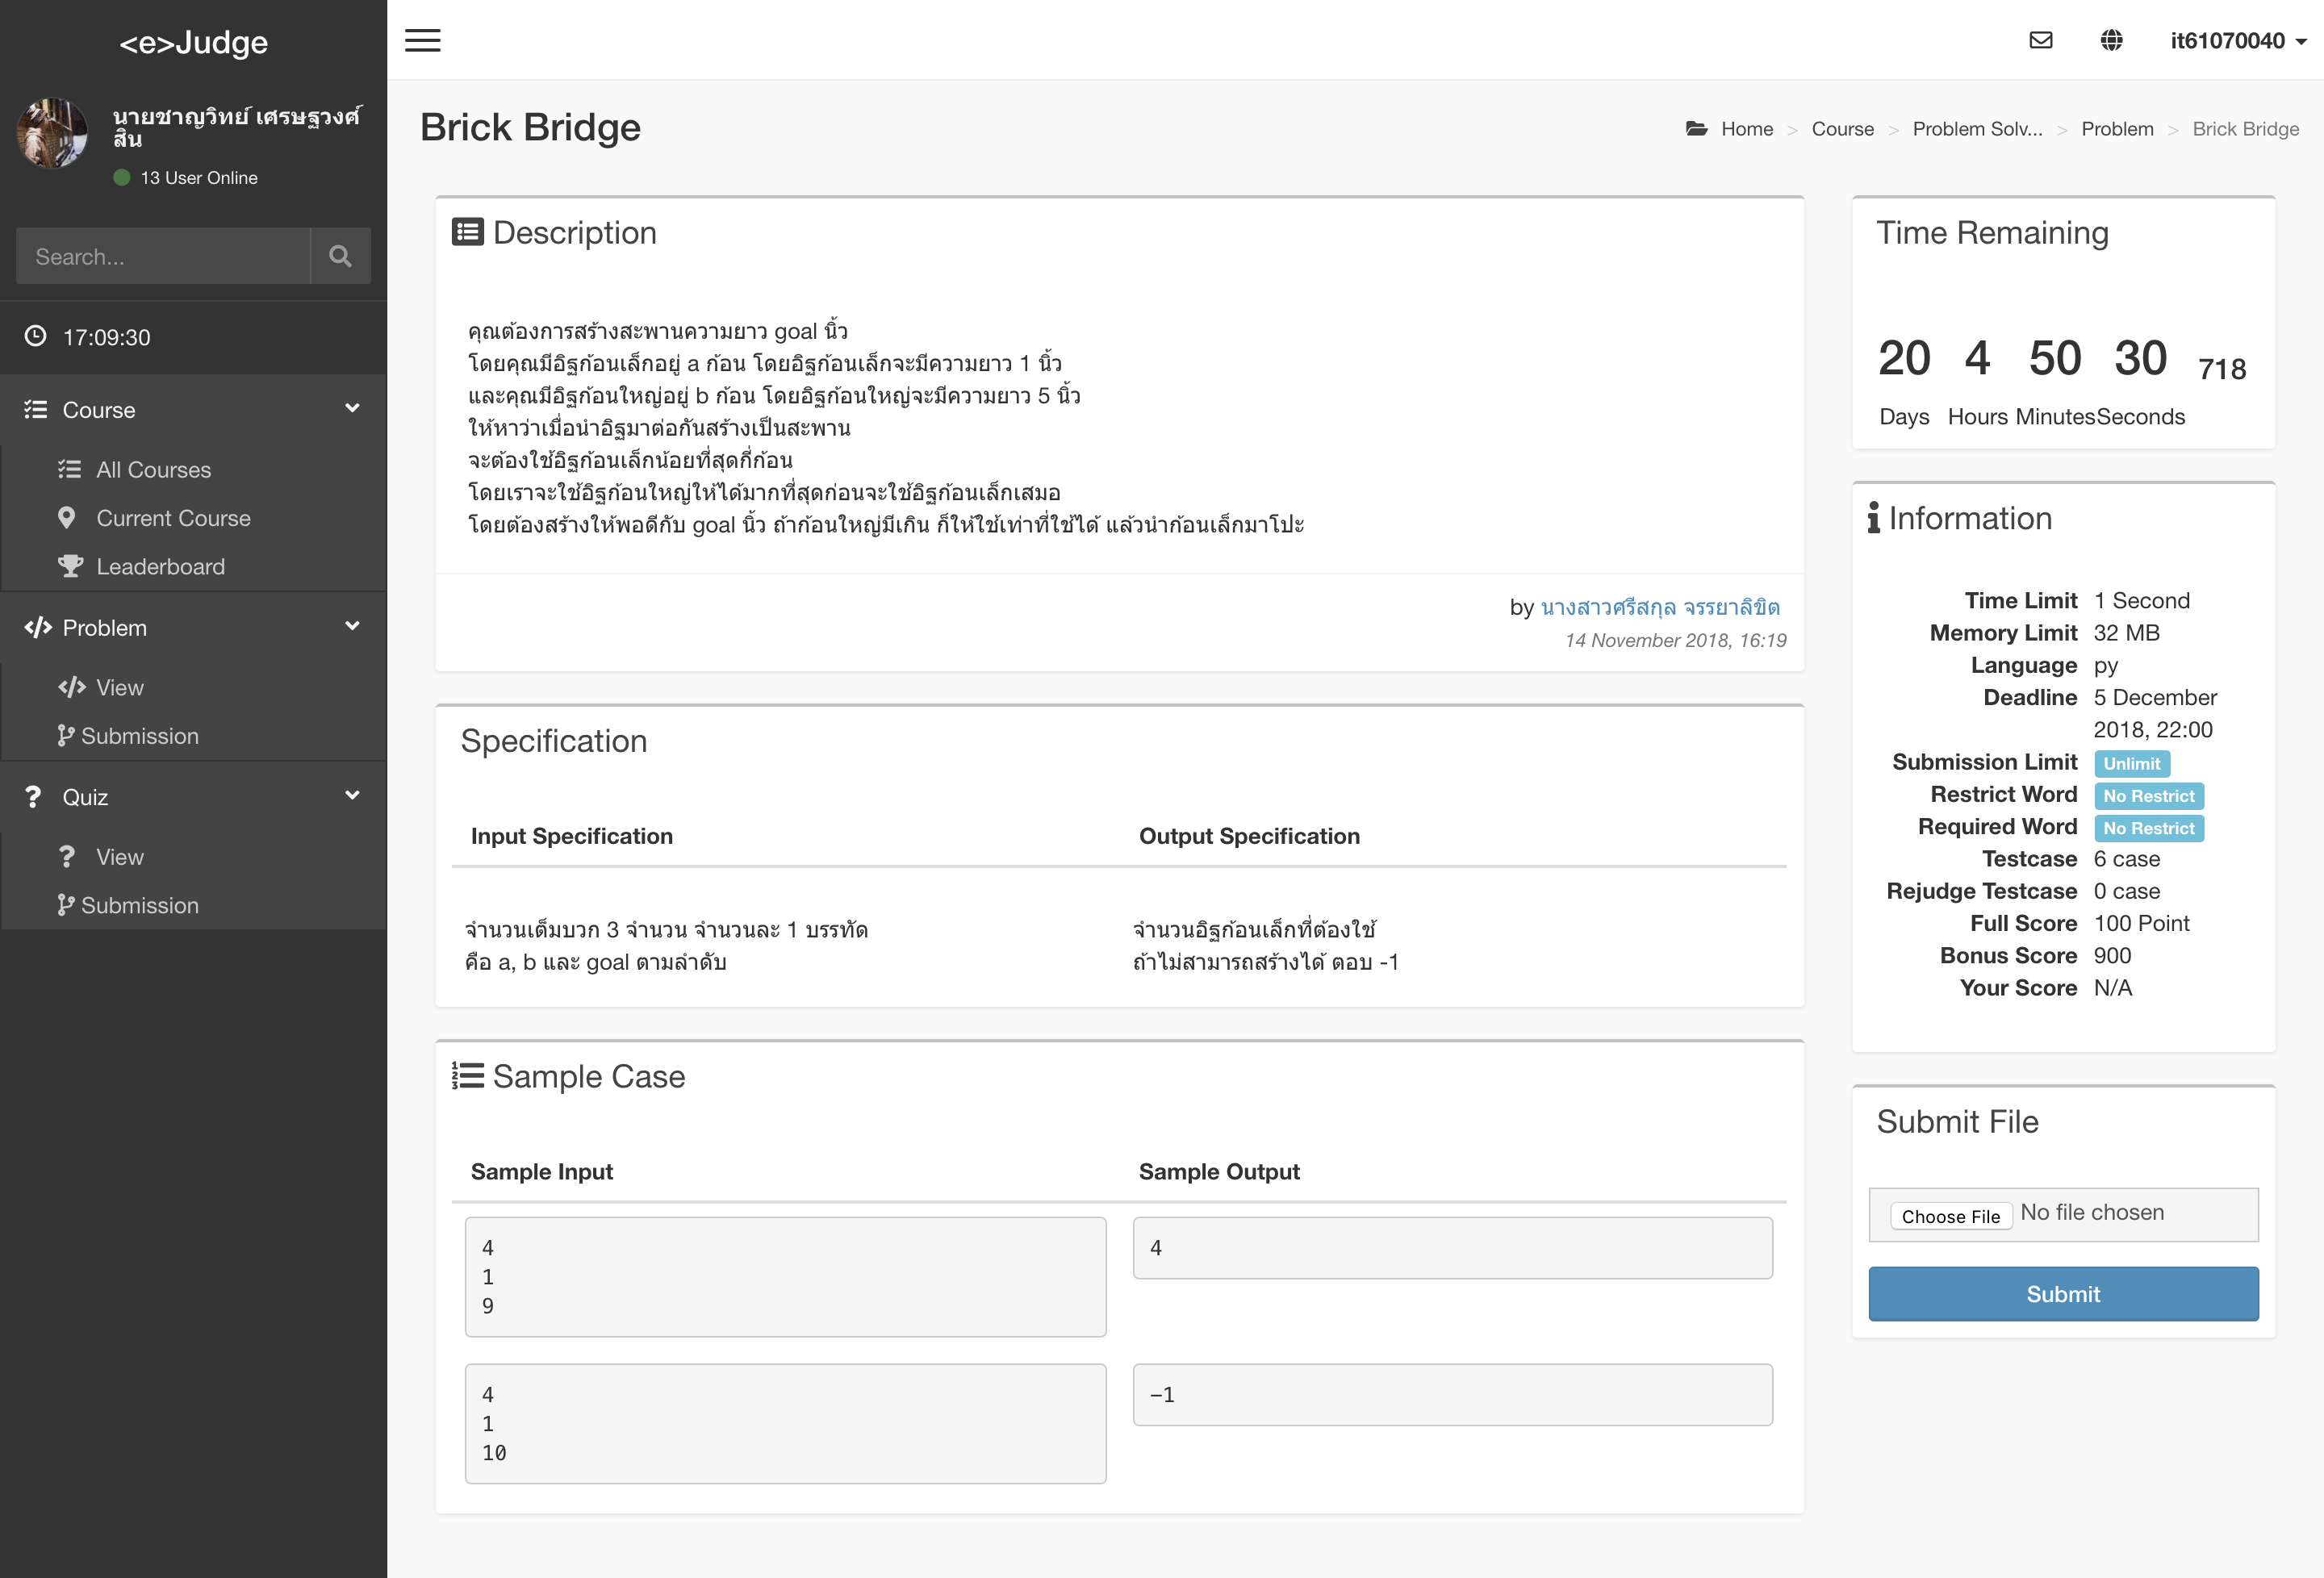 <e>Judge
นายชาญวิทย์ เศรษฐวงศ์
สิน
13 User Online
Search...
17:09:30
Course
All Courses
Current Course
Leaderboard
Problem
View
Submission
Quiz
View
Submission
it61070040
Brick Bridge
Home > Course > Problem Solv... > Problem > Brick Bridge
Description
คุณต้องการสร้างสะพานความยาว goal นิ้ว
โดยคุณมีอิฐก้อนเล็กอยู่ a ก้อน โดยอิฐก้อนเล็กจะมีความยาว 1 นิ้ว
และคุณมีอิฐก้อนใหญ่อยู่ b ก้อน โดยอิฐก้อนใหญ่จะมีความยาว 5 นิ้ว
ให้หาว่าเมื่อนำอิฐมาต่อกันสร้างเป็นสะพาน
จะต้องใช้อิฐก้อนเล็กน้อยที่สุดกี่ก้อน
โดยเราจะใช้อิฐก้อนใหญ่ให้ได้มากที่สุดก่อนจะใช้อิฐก้อนเล็กเสมอ
โดยต้องสร้างให้พอดีกับ goal นิ้ว ถ้าก้อนใหญ่มีเกิน ก็ให้ใช้เท่าที่ใช้ได้ แล้วนำก้อนเล็กมาโปะ
by นางสาวศรีสกุล จรรยาลิขิต
14 November 2018, 16:19
Specification
Input Specification
Output Specification
จำนวนเต็มบวก 3 จำนวน จำนวนละ 1 บรรทัด
คือ a, b และ goal ตามลำดับ
จำนวนอิฐก้อนเล็กที่ต้องใช้
ถ้าไม่สามารถสร้างได้ ตอบ -1
Sample Case
Sample Input
Sample Output
4
1
9
4
4
1
10
-1
Time Remaining
20 4 50 30 718
Days Hours Minutes Seconds
Information
Time Limit 1 Second
Memory Limit 32 MB
Language py
Deadline 5 December
2018, 22:00
Submission Limit Unlimit
Restrict Word No Restrict
Required Word No Restrict
Testcase 6 case
Rejudge Testcase 0 case
Full Score 100 Point
Bonus Score 900
Your Score N/A
Submit File
Choose File No file chosen
Submit